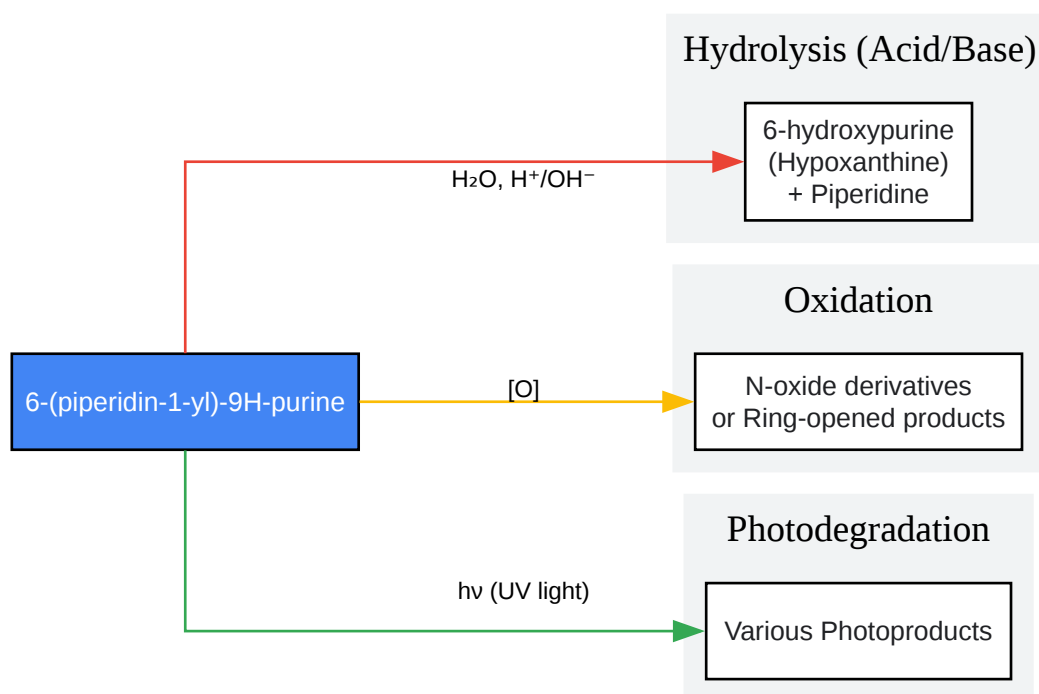 Hydrolysis (Acid/Base)
6-hydroxypurine
(Hypoxanthine)
+ Piperidine
H₂O, H⁺/OH⁻
Oxidation
6-(piperidin-1-yl)-9H-purine
[O]
N-oxide derivatives
or Ring-opened products
Photodegradation
hν (UV light)
Various Photoproducts